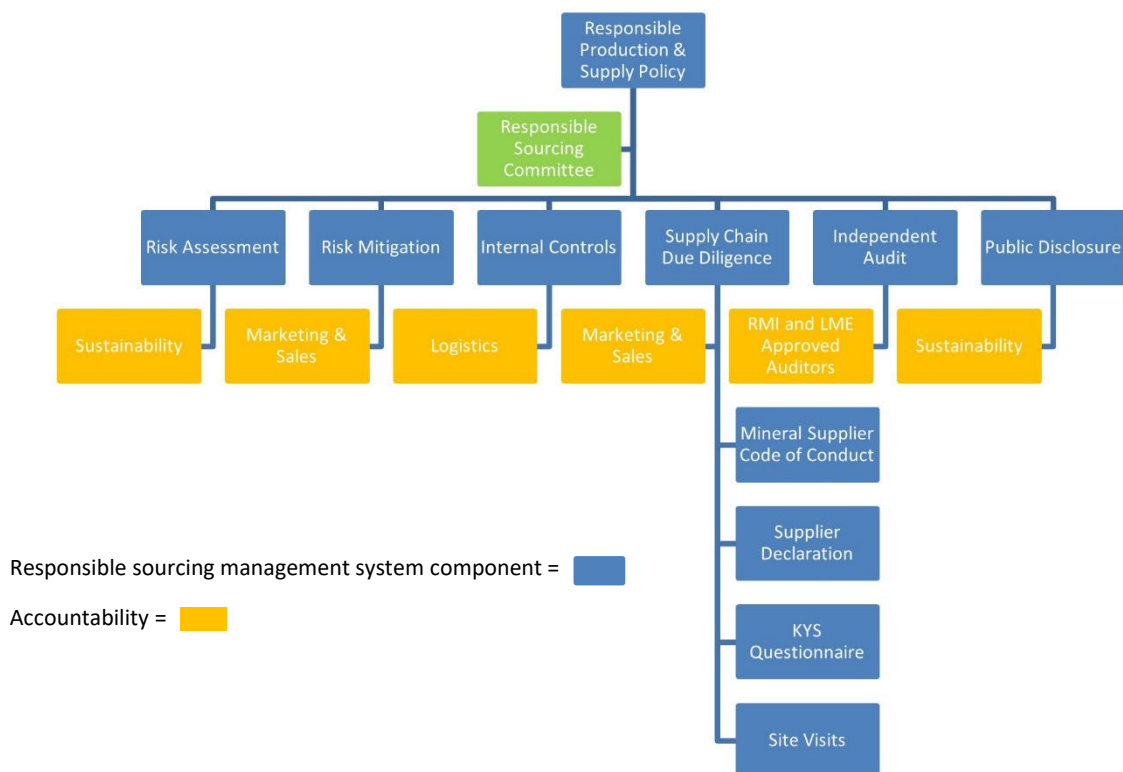 Responsible
Production &
Supply Policy
Responsible
Sourcing
Committee
Risk Assessment
Risk Mitigation
Internal Controls
Supply Chain
Due Diligence
Independent
Audit
Public Disclosure
Sustainability
Marketing &
Sales
Logistics
Marketing &
Sales
RMI and LME
Approved
Auditors
Sustainability
Mineral Supplier
Code of Conduct
Supplier
Declaration
KYS
Questionnaire
Site Visits
Responsible sourcing management system component =
Accountability =